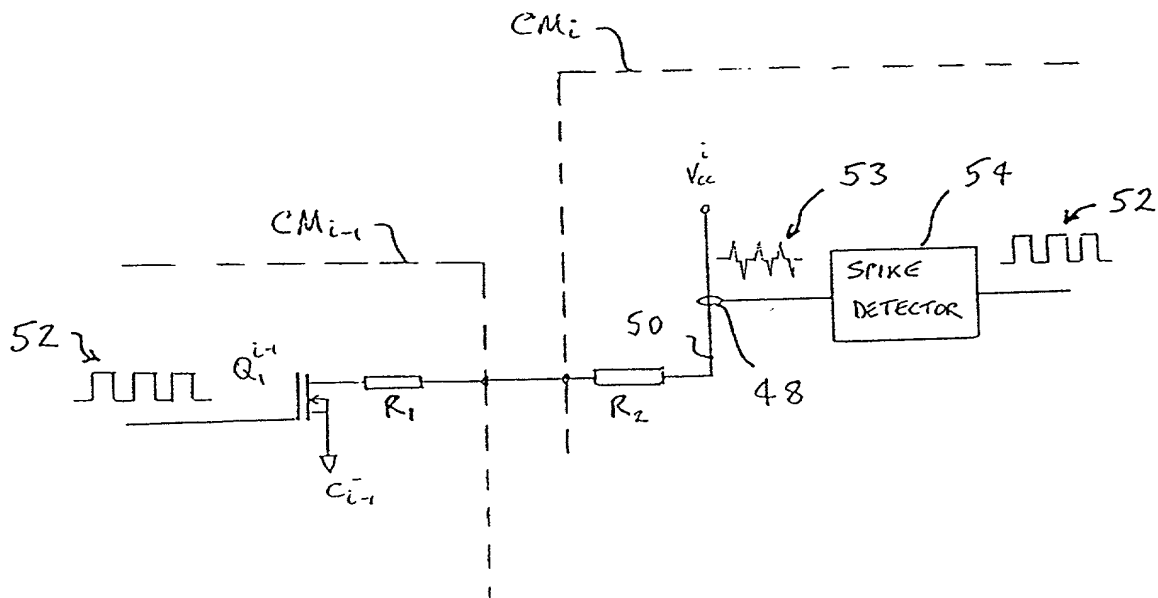 CMi
Vcc^i
53
54
52
CMi-1
SPIKE
DETECTOR
50
52
Q1^i-1
R1
R2
48
Ci-1^-